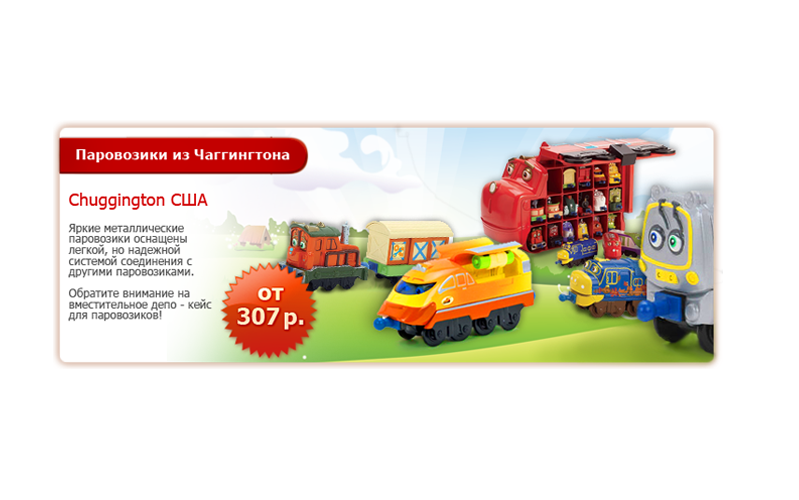 Паровозики из Чаггингтона
Chuggington США
Яркие металлические
паровозики оснащены
легкой, но надежной
системой соединения с
другими паровозиками.
Обратите внимание на
вместительное депо - кейс
для паровозиков!
от
307 р.